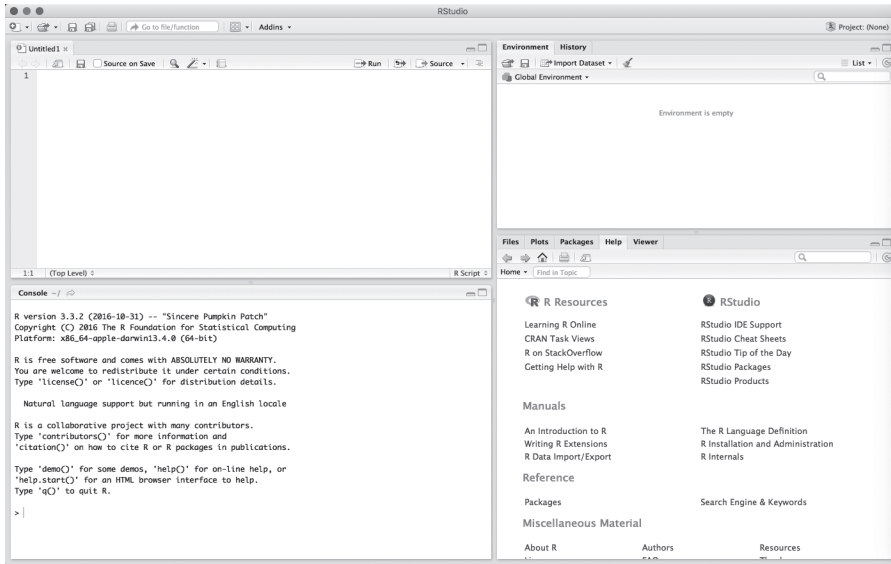 RStudio
Go to file/function
Addins
Project: (None)
Untitled1
Source on Save
Run
Source
1
1:1
(Top Level)
R Script
Console ~/
R version 3.3.2 (2016-10-31) -- "Sincere Pumpkin Patch"
Copyright (C) 2016 The R Foundation for Statistical Computing
Platform: x86_64-apple-darwin13.4.0 (64-bit)
R is free software and comes with ABSOLUTELY NO WARRANTY.
You are welcome to redistribute it under certain conditions.
Type 'license()' or 'licence()' for distribution details.
Natural language support but running in an English locale
R is a collaborative project with many contributors.
Type 'contributors()' for more information and
'citation()' on how to cite R or R packages in publications.
Type 'demo()' for some demos, 'help()' for on-line help, or
'help.start()' for an HTML browser interface to help.
Type 'q()' to quit R.
>
Environment History
Import Dataset
List
Global Environment
Environment is empty
Files Plots Packages Help Viewer
Home
Find in Topic
R Resources
Learning R Online
CRAN Task Views
R on StackOverflow
Getting Help with R
RStudio
RStudio IDE Support
RStudio Cheat Sheets
RStudio Tip of the Day
RStudio Packages
RStudio Products
Manuals
An Introduction to R
Writing R Extensions
R Data Import/Export
The R Language Definition
R Installation and Administration
R Internals
Reference
Packages
Search Engine & Keywords
Miscellaneous Material
About R
Authors
Resources